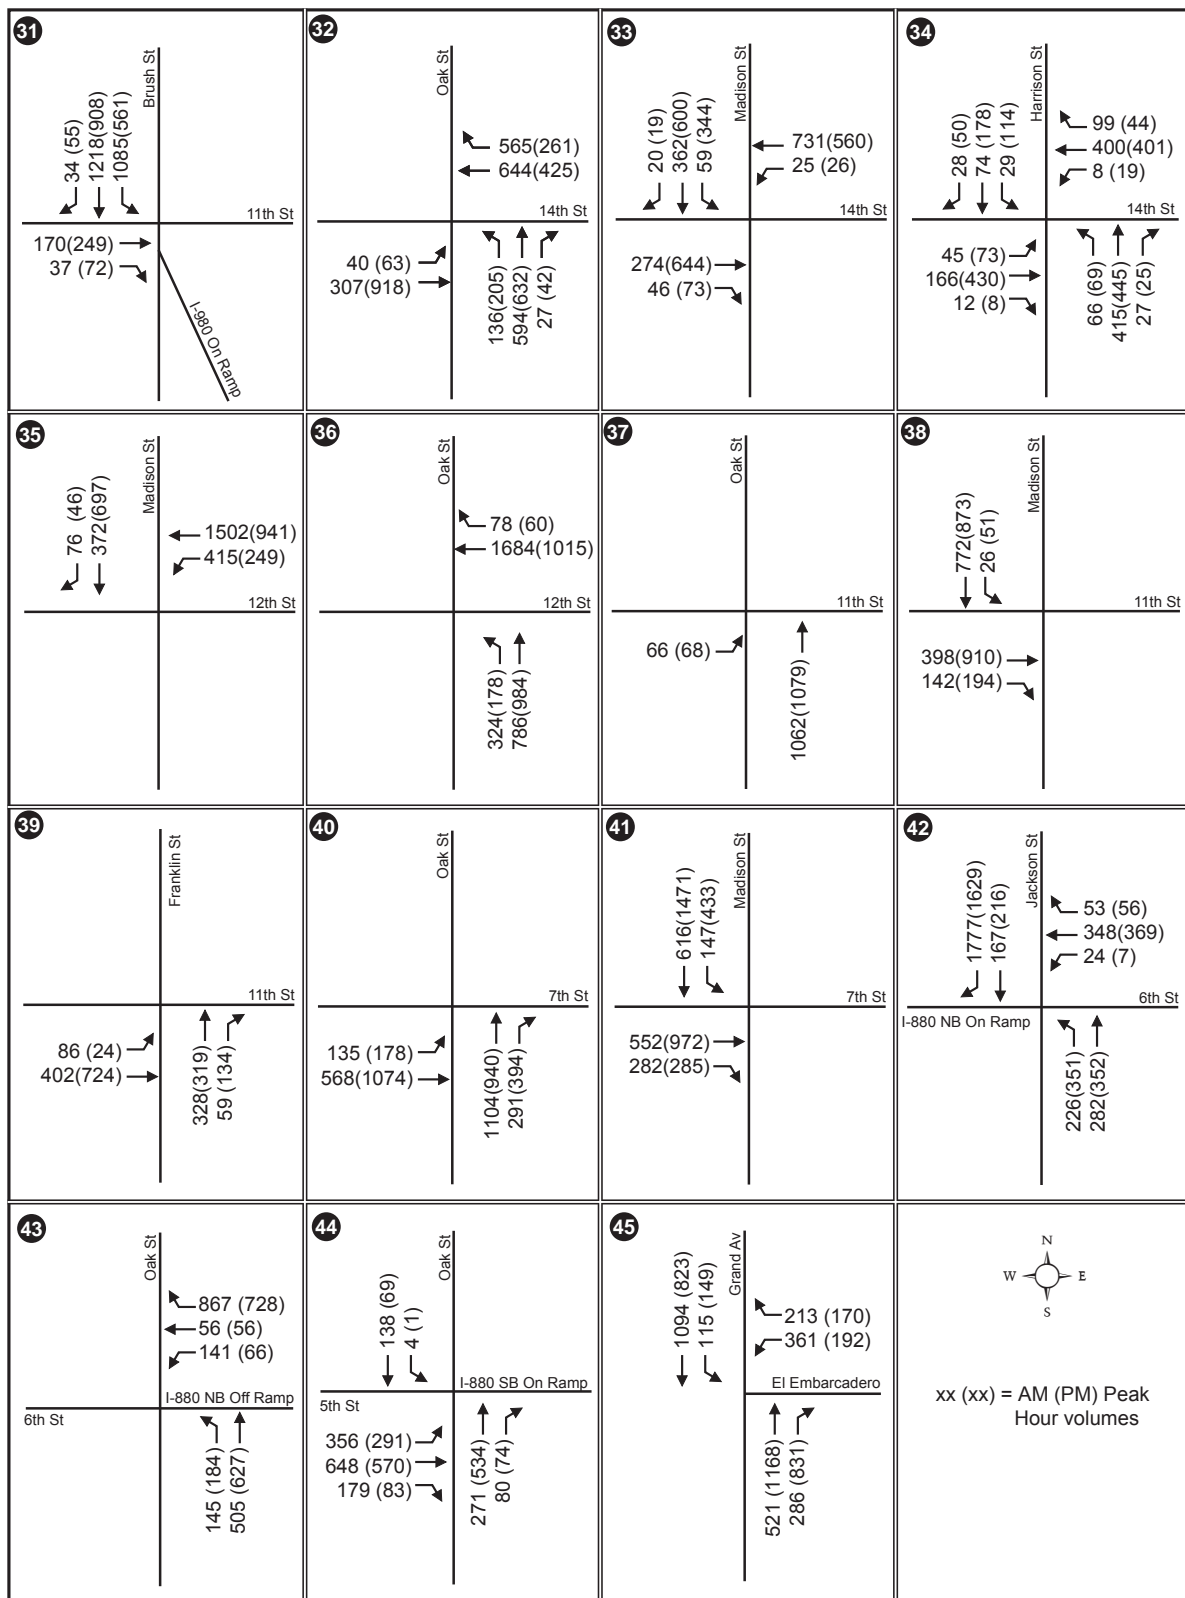 31
Brush St
34 (55)
1218(908)
1085(561)
11th St
170(249)
37 (72)
I-980 On Ramp
32
Oak St
565(261)
644(425)
14th St
40 (63)
307(918)
136(205)
594(632)
27 (42)
33
Madison St
20 (19)
362(600)
59 (344)
731(560)
25 (26)
14th St
274(644)
46 (73)
34
Harrison St
28 (50)
74 (178)
29 (114)
99 (44)
400(401)
8 (19)
14th St
45 (73)
166(430)
12 (8)
66 (69)
415(445)
27 (25)
35
Madison St
76 (46)
372(697)
1502(941)
415(249)
12th St
36
Oak St
78 (60)
1684(1015)
12th St
324(178)
786(984)
37
Oak St
11th St
66 (68)
1062(1079)
38
Madison St
772(873)
26 (51)
11th St
398(910)
142(194)
39
Franklin St
11th St
86 (24)
402(724)
328(319)
59 (134)
40
Oak St
7th St
135 (178)
568(1074)
1104(940)
291(394)
41
Madison St
616(1471)
147(433)
7th St
552(972)
282(285)
42
Jackson St
1777(1629)
167(216)
53 (56)
348(369)
24 (7)
6th St
I-880 NB On Ramp
226(351)
282(352)
43
Oak St
867 (728)
56 (56)
141 (66)
I-880 NB Off Ramp
6th St
145 (184)
505 (627)
44
Oak St
138 (69)
4 (1)
I-880 SB On Ramp
5th St
356 (291)
648 (570)
179 (83)
271 (534)
80 (74)
45
Grand Av
1094 (823)
115 (149)
213 (170)
361 (192)
El Embarcadero
521 (1168)
286 (831)
N
W
E
S
xx (xx) = AM (PM) Peak
Hour volumes